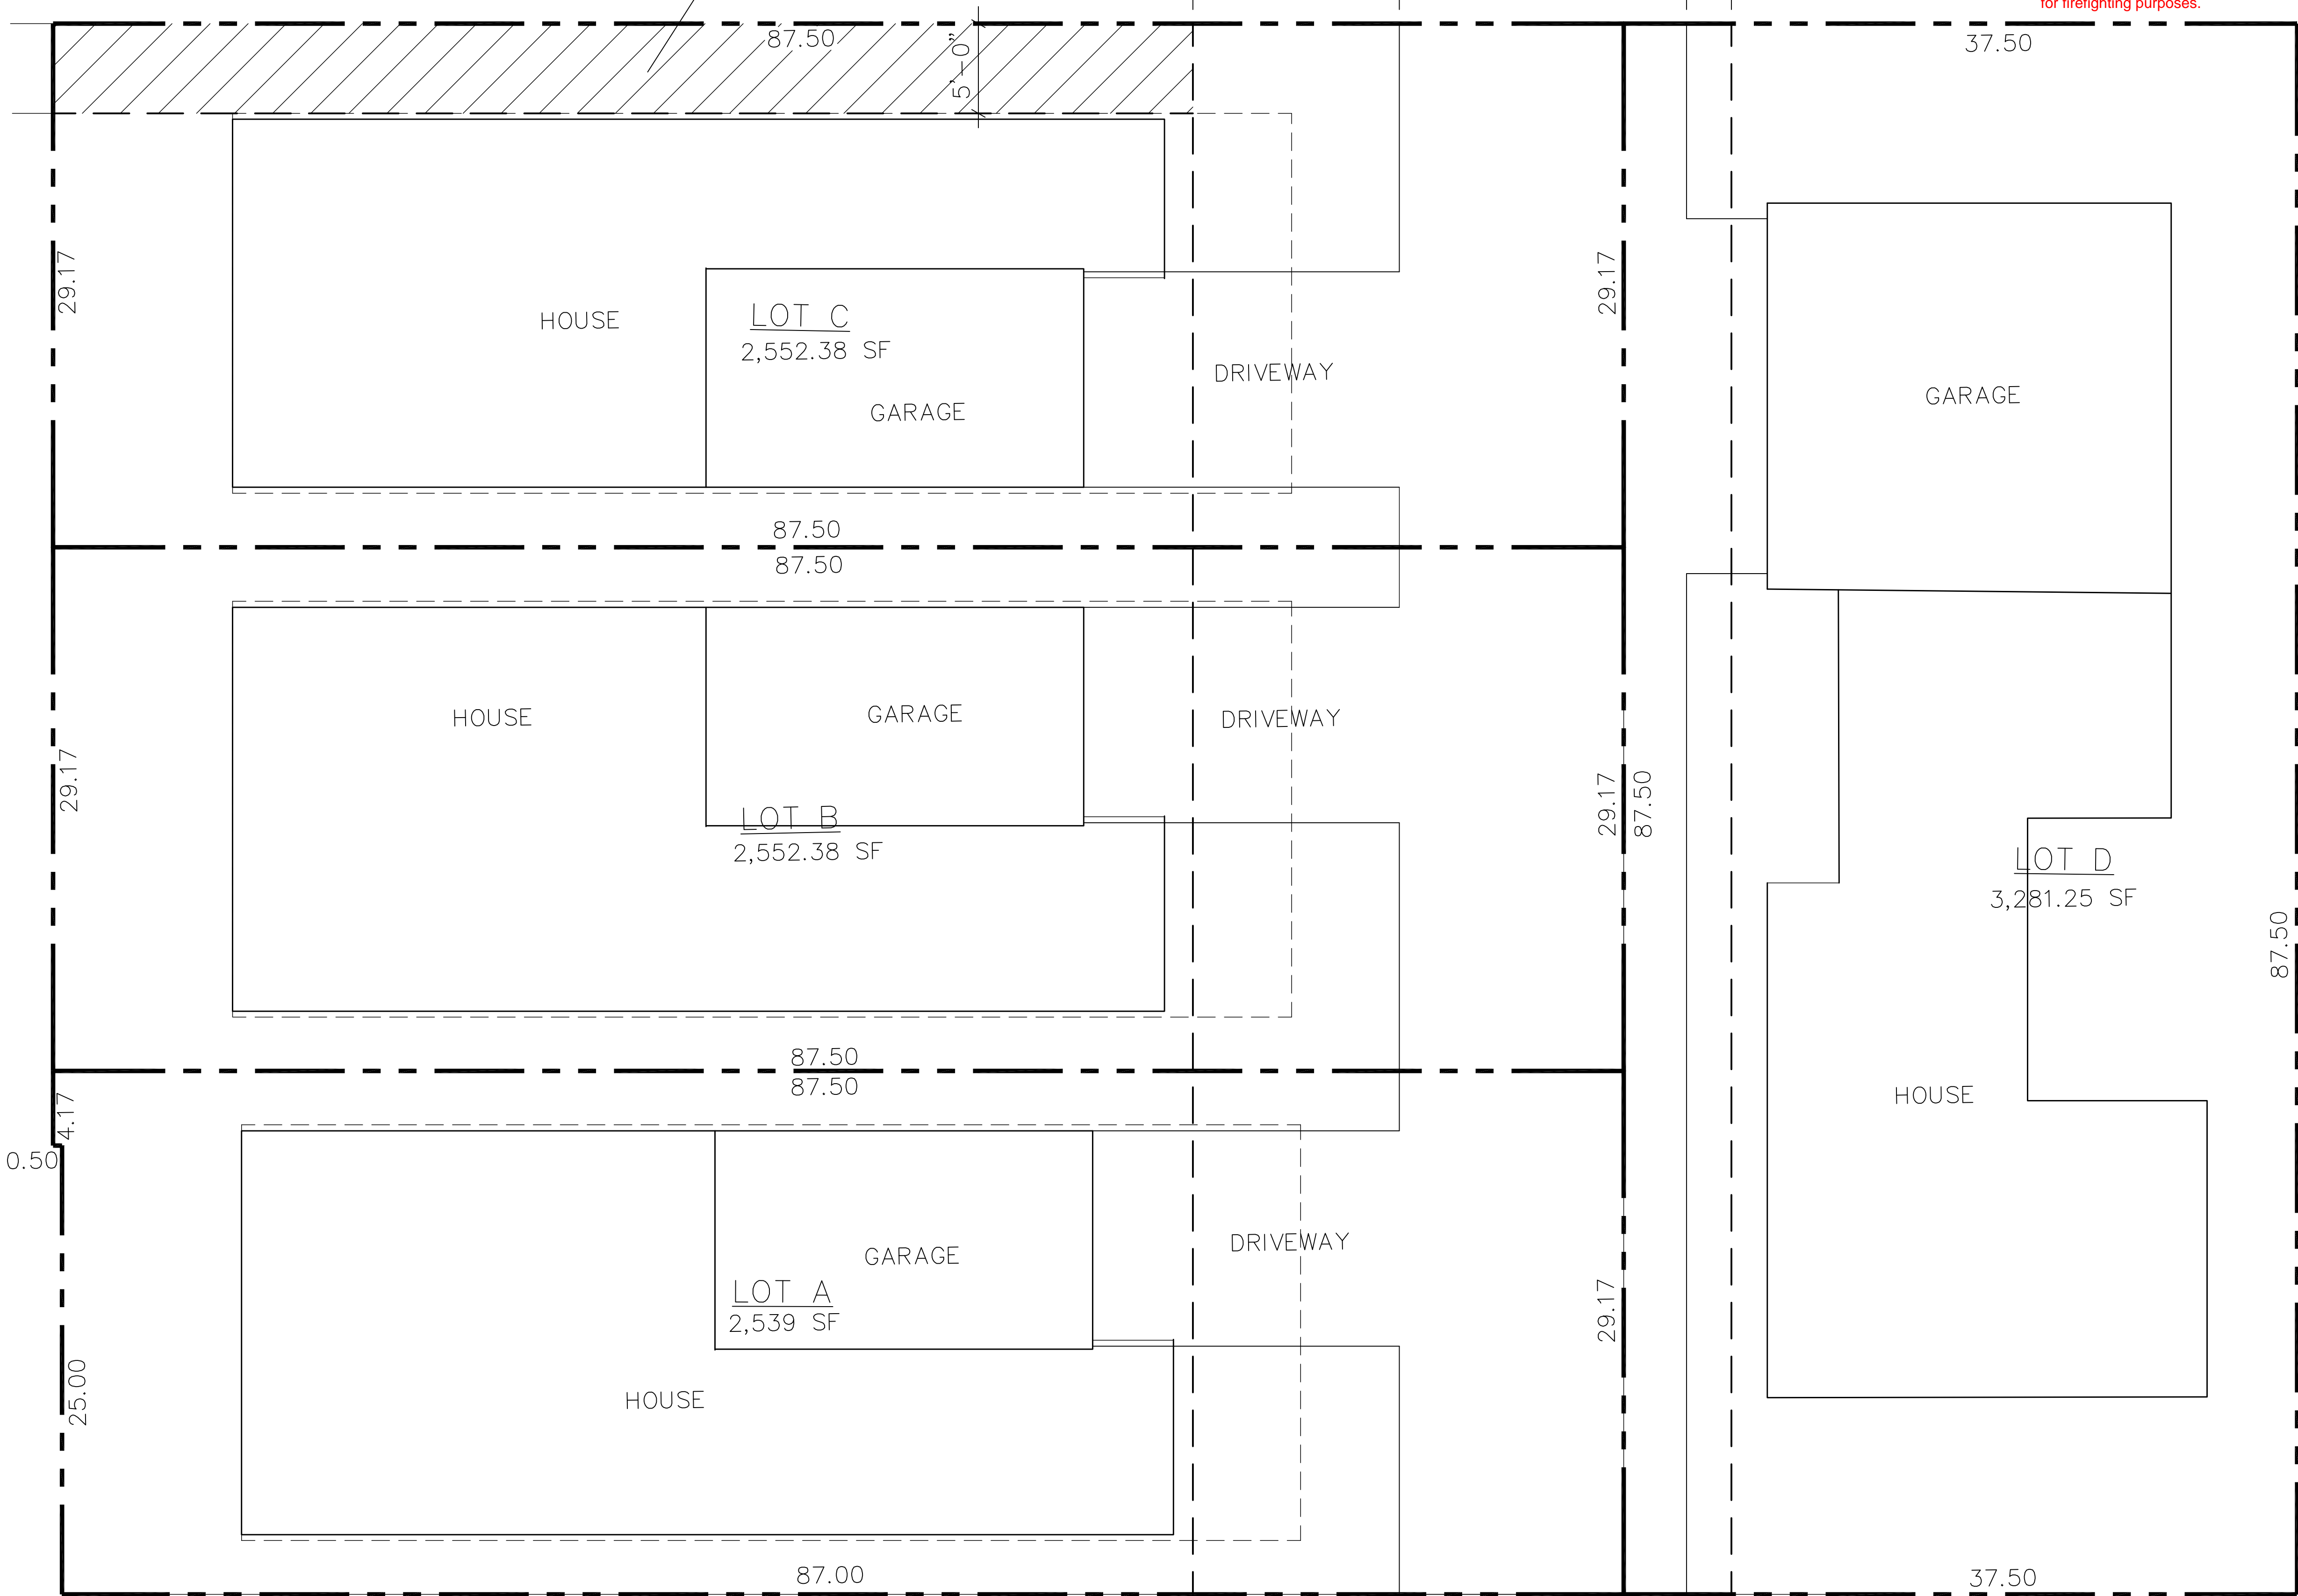 for firefighting purposes.
87.50
5'-0"
37.50
29.17
29.17
HOUSE
LOT C
2,552.38 SF
DRIVEWAY
GARAGE
GARAGE
87.50
87.50
HOUSE
GARAGE
DRIVEWAY
29.17
29.17
87.50
LOT B
2,552.38 SF
LOT D
3,281.25 SF
87.50
87.50
87.50
4.17
0.50
HOUSE
GARAGE
DRIVEWAY
LOT A
2,539 SF
29.17
25.00
HOUSE
87.00
37.50